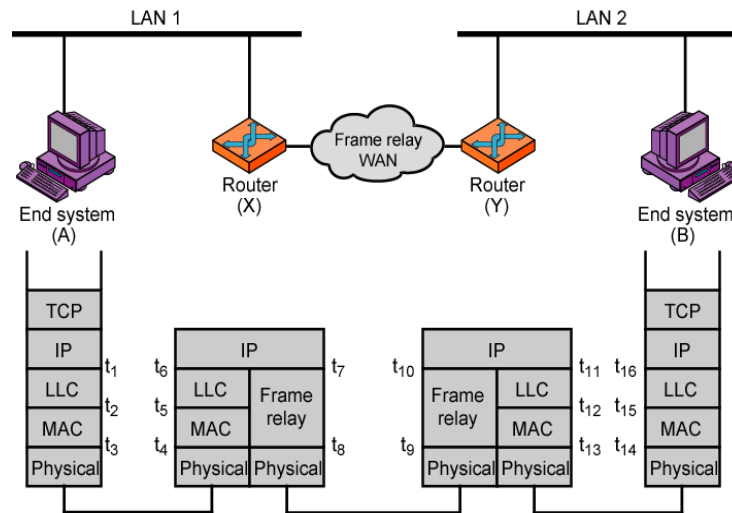 LAN 1
LAN 2
Frame relay
WAN
Router
(X)
Router
(Y)
End system
(A)
End system
(B)
TCP
IP
LLC
MAC
Physical
t1
t2
t3
t6
t5
t4
IP
LLC
MAC
Frame
relay
Physical
Physical
t7
t8
t10
t9
IP
Frame
relay
LLC
MAC
Physical
Physical
t11
t12
t13
t16
t15
t14
TCP
IP
LLC
MAC
Physical